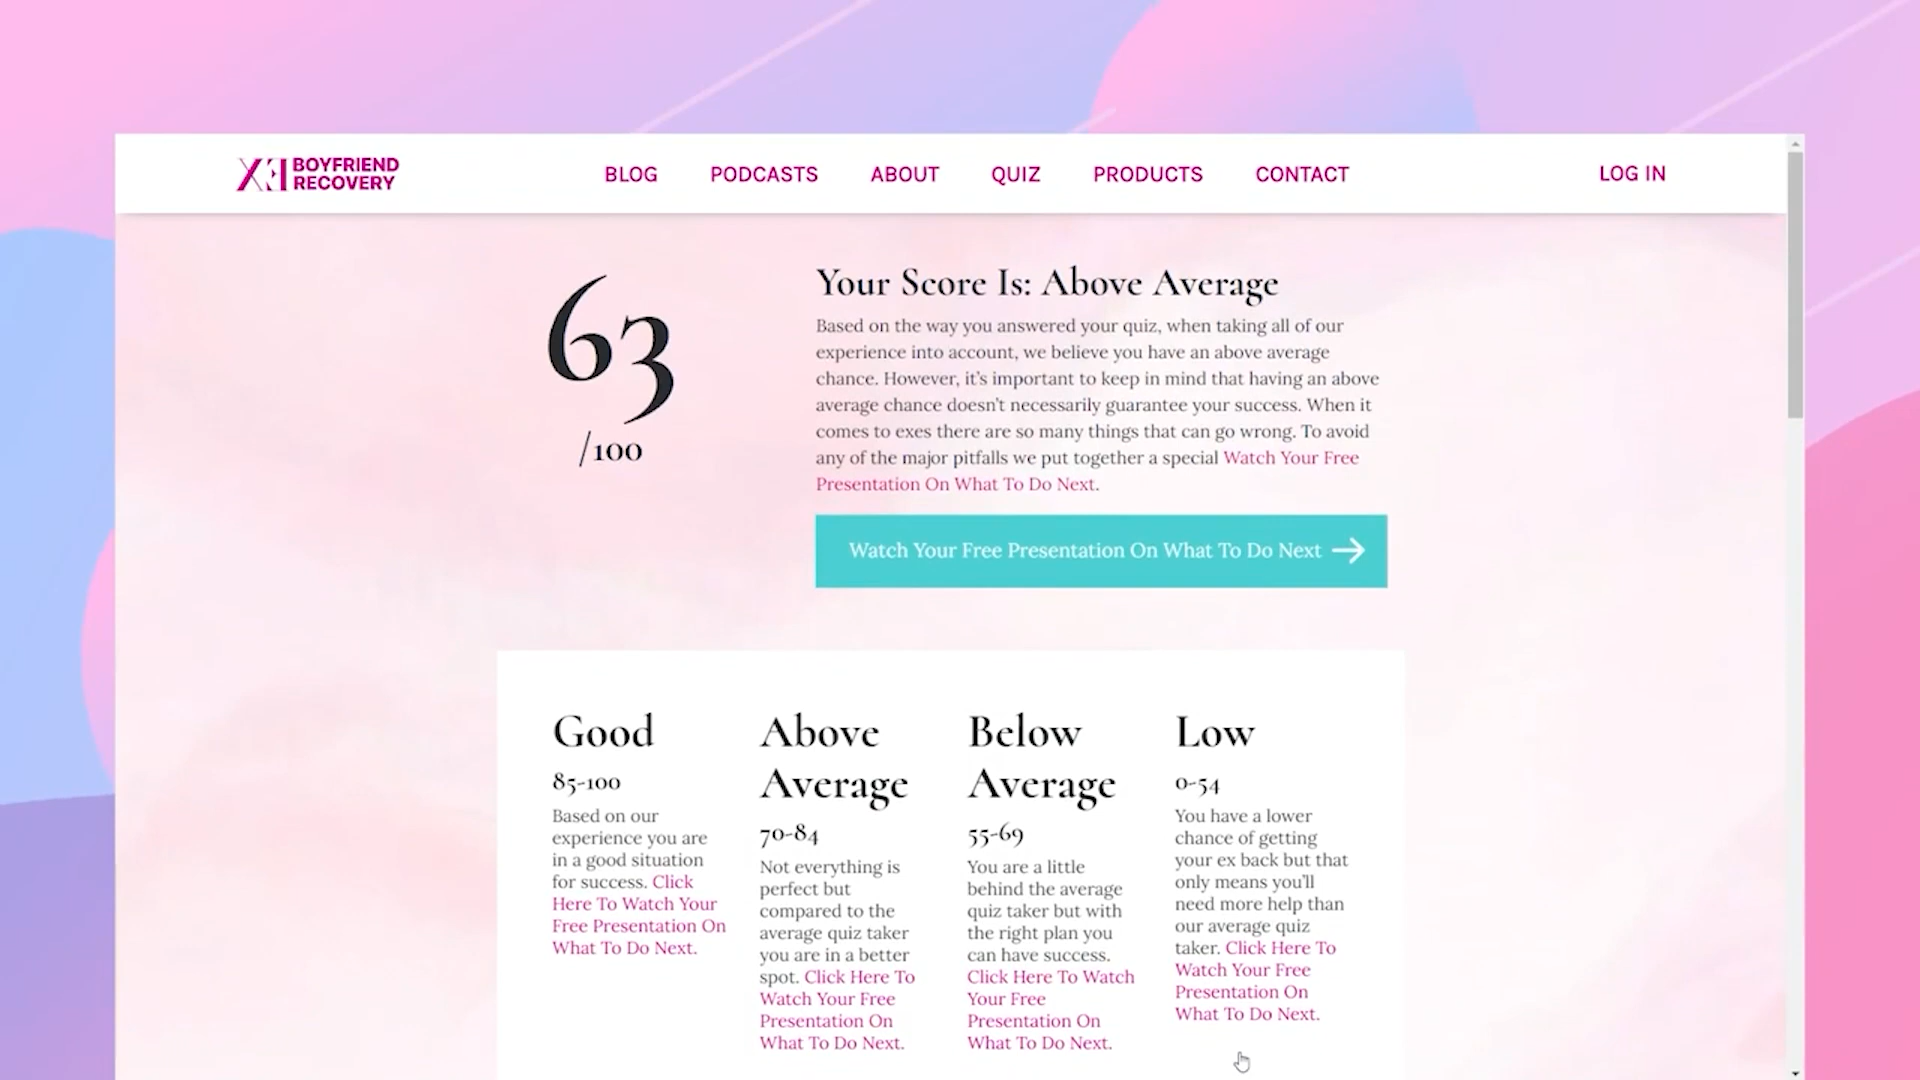 BOYFRIEND
RECOVERY
BLOG
PODCASTS
ABOUT
QUIZ
PRODUCTS
CONTACT
LOG IN
63
/100
Your Score Is: Above Average
Based on the way you answered your quiz, when taking all of our
experience into account, we believe you have an above average
chance. However, it's important to keep in mind that having an above
average chance doesn't necessarily guarantee your success. When it
comes to exes there are so many things that can go wrong. To avoid
any of the major pitfalls we put together a special Watch Your Free
Presentation On What To Do Next.
Watch Your Free Presentation On What To Do Next
Good
85-100
Based on our
experience you are
in a good situation
for success. Click
Here To Watch Your
Free Presentation On
What To Do Next.
Above
Average
70-84
Not everything is
perfect but
compared to the
average quiz taker
you are in a better
spot. Click Here To
Watch Your Free
Presentation On
What To Do Next.
Below
Average
55-69
You are a little
behind the average
quiz taker but with
the right plan you
can have success.
Click Here To Watch
Your Free
Presentation On
What To Do Next.
Low
0-54
You have a lower
chance of getting
your ex back but that
only means you'll
need more help than
our average quiz
taker. Click Here To
Watch Your Free
Presentation On
What To Do Next.